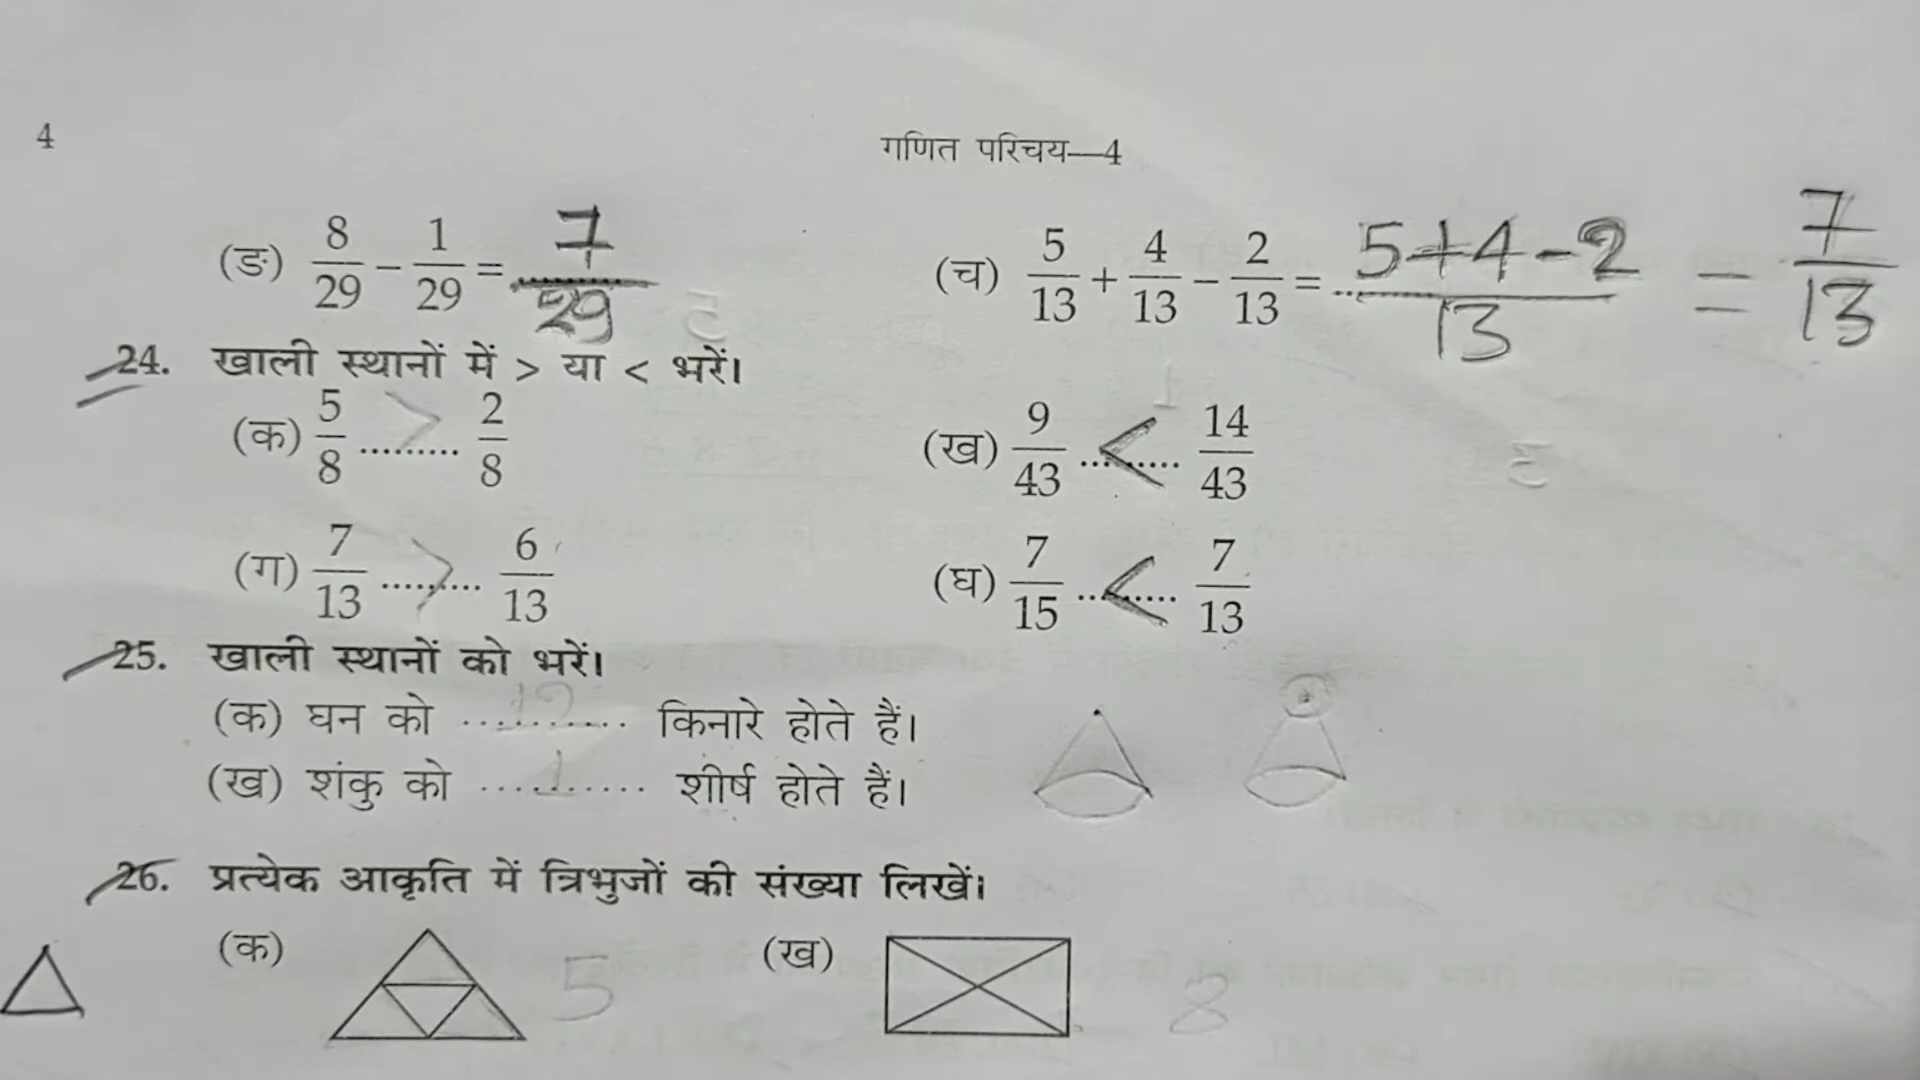 4
गणित परिचय—4
(ङ) 8/29 − 1/29 = 7/29
(च) 5/13 + 4/13 − 2/13 = 5+4−2/13 = 7/13
24. खाली स्थानों में > या < भरें।
(क) 5/8 ....>.... 2/8
(ख) 9/43 ...<.... 14/43
(ग) 7/13 ....>.... 6/13
(घ) 7/15 ...<.... 7/13
25. खाली स्थानों को भरें।
(क) घन को ....12.... किनारे होते हैं।
(ख) शंकु को ....1.... शीर्ष होते हैं।
26. प्रत्येक आकृति में त्रिभुजों की संख्या लिखें।
(क) 5
(ख) 8